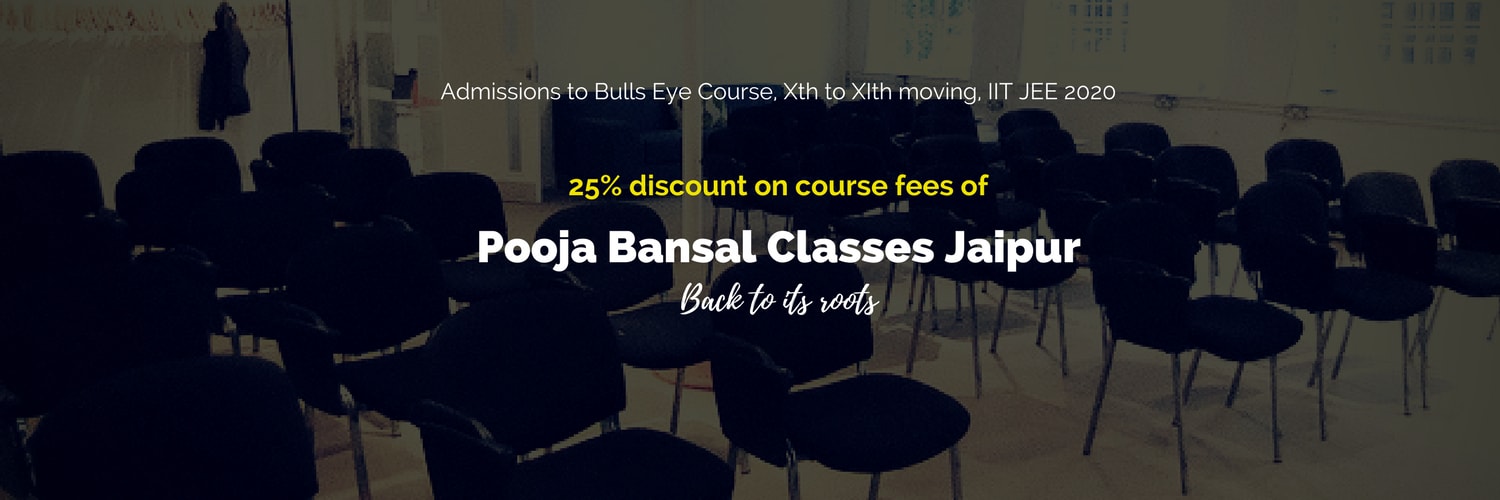 Admissions to Bulls Eye Course, Xth to XIth moving, IIT JEE 2020
25% discount on course fees of
Pooja Bansal Classes Jaipur
Back to its roots